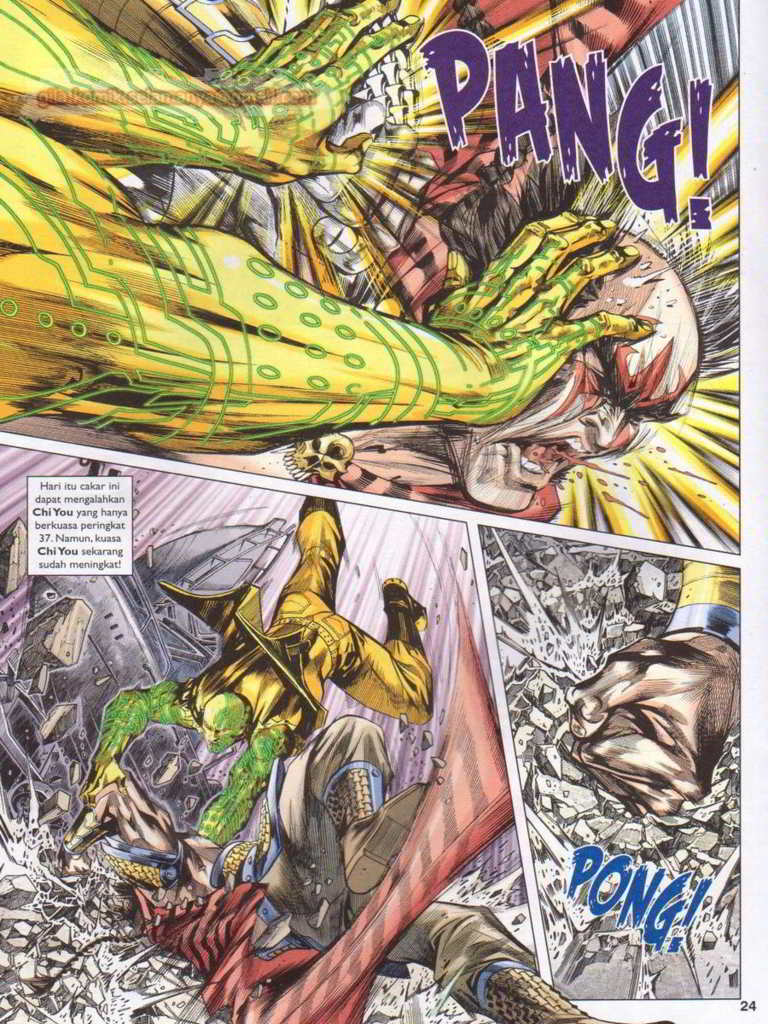 PANG!
Hari itu cakar ini
dapat mengalahkan
Chi You yang hanya
berkuasa peringkat
37. Namun, kuasa
Chi You sekarang
sudah meningkat!
PONG!
24